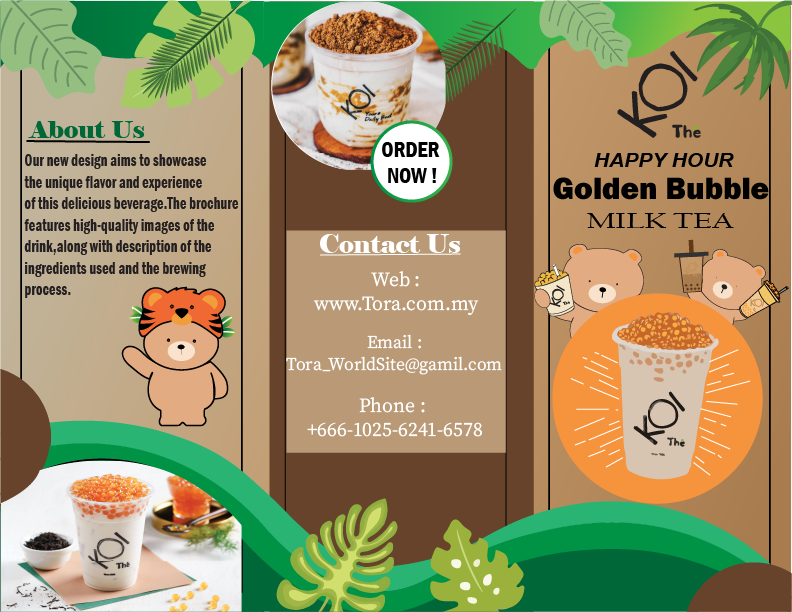 About Us
Our new design aims to showcase
the unique flavor and experience
of this delicious beverage.The brochure
features high-quality images of the
drink,along with description of the
ingredients used and the brewing
process.
KOI
The
KOI
ORDER
NOW !
Contact Us
Web :
www.Tora.com.my
Email :
Tora_WorldSite@gamil.com
Phone :
+666-1025-6241-6578
KOI
The
HAPPY HOUR
Golden Bubble
MILK TEA
KOI
KOI
KOI
The